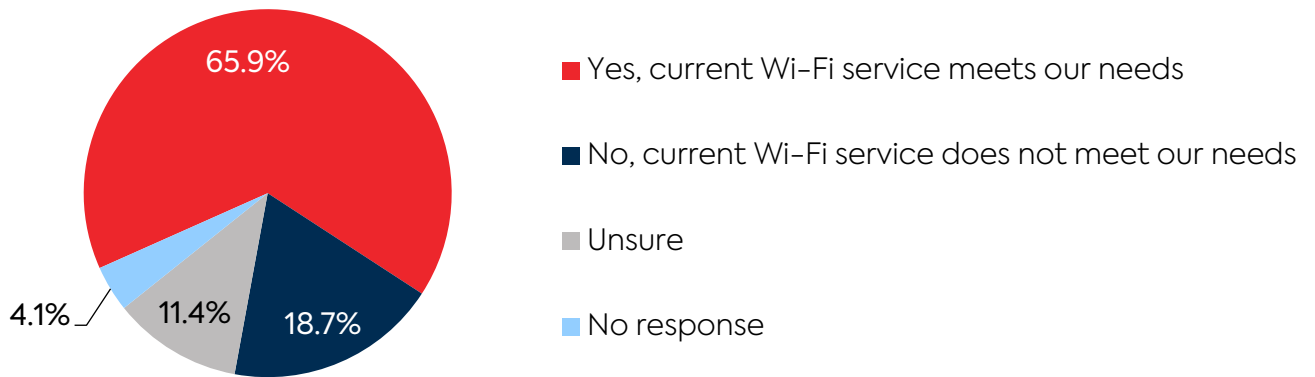 65.9%
Yes, current Wi-Fi service meets our needs
No, current Wi-Fi service does not meet our needs
Unsure
4.1%
11.4%
18.7%
No response